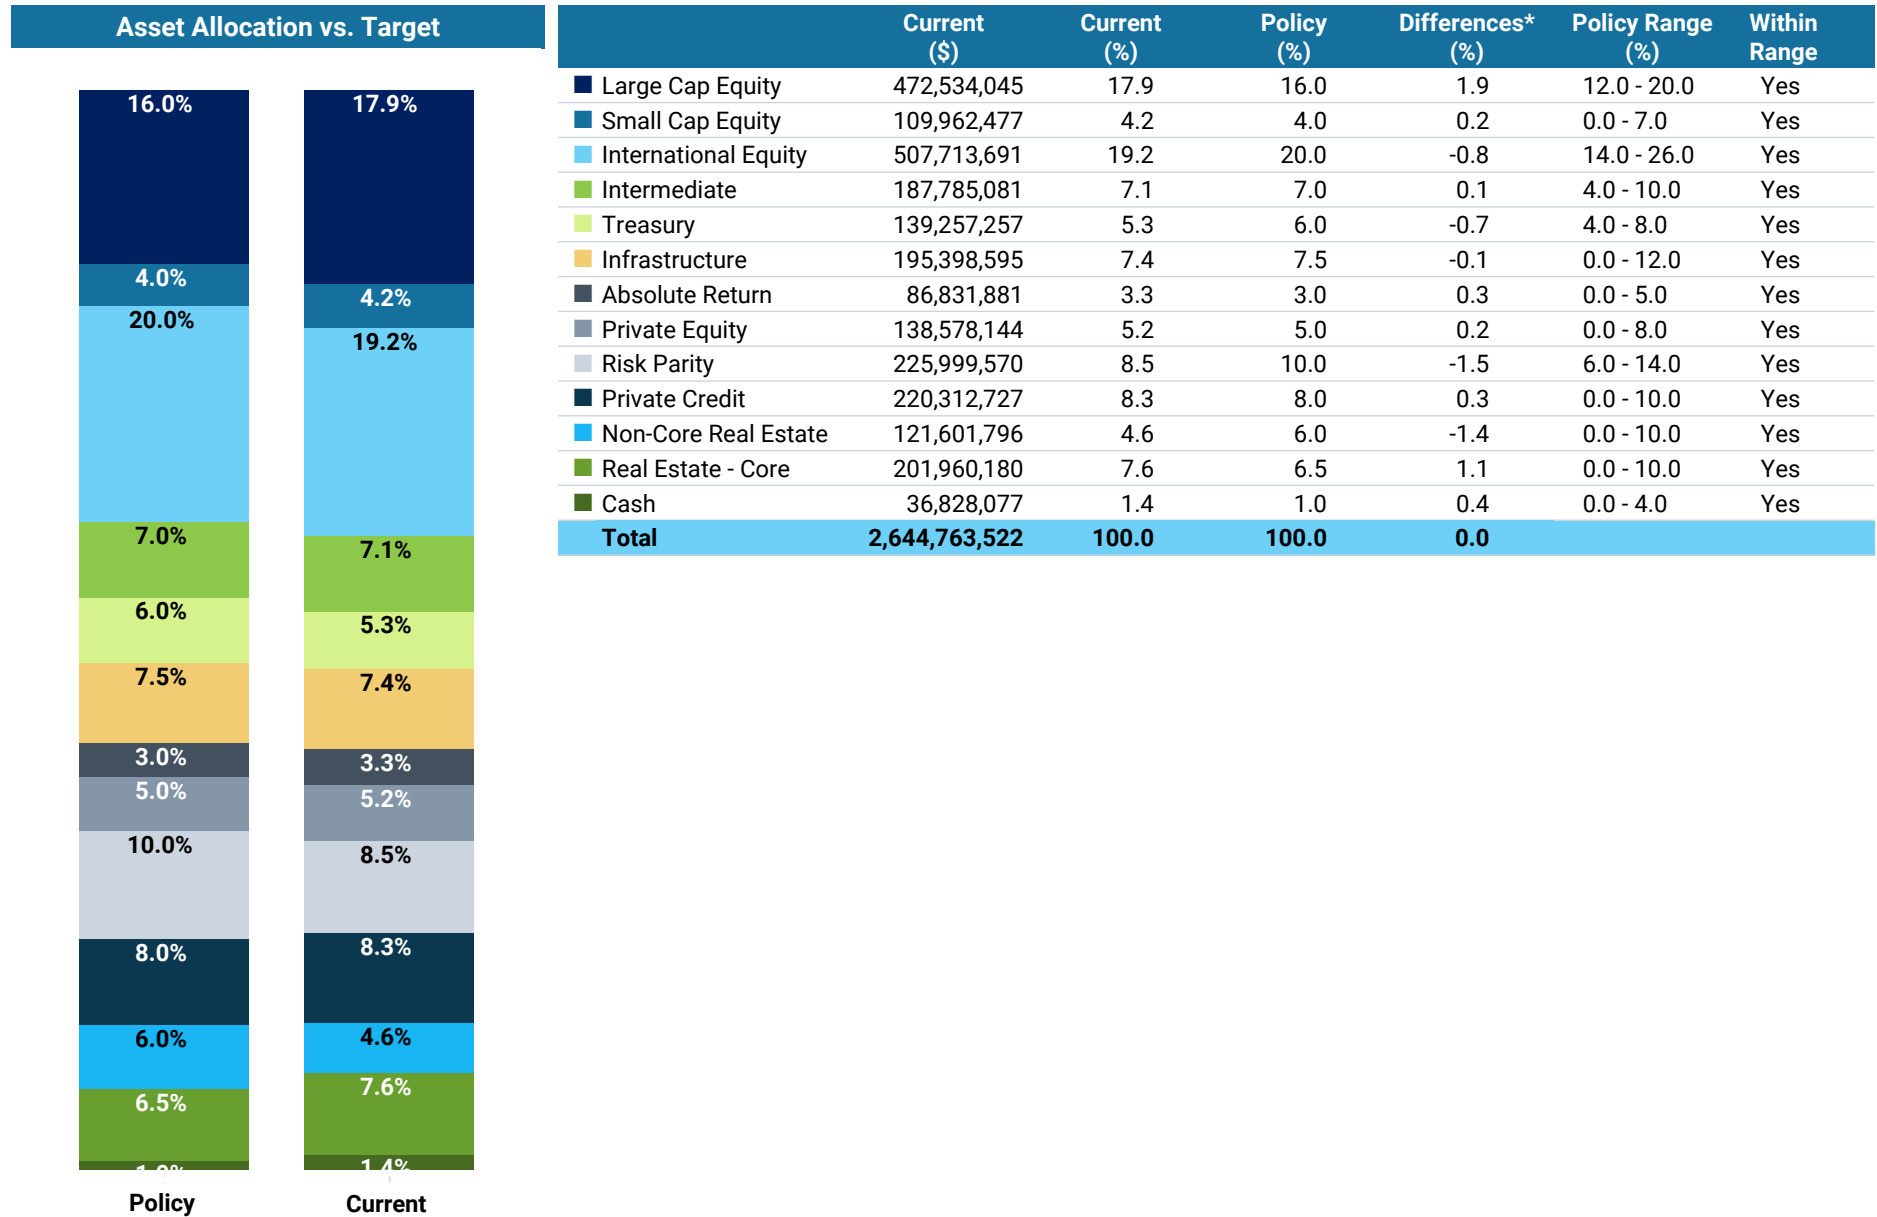 Asset Allocation vs. Target
16.0%
4.0%
20.0%
7.0%
6.0%
7.5%
3.0%
5.0%
10.0%
8.0%
6.0%
6.5%
1.0%
Policy
17.9%
4.2%
19.2%
7.1%
5.3%
7.4%
3.3%
5.2%
8.5%
8.3%
4.6%
7.6%
1.4%
Current
Current ($) Current (%) Policy (%) Differences* (%) Policy Range (%) Within Range
Large Cap Equity 472,534,045 17.9 16.0 1.9 12.0 - 20.0 Yes
Small Cap Equity 109,962,477 4.2 4.0 0.2 0.0 - 7.0 Yes
International Equity 507,713,691 19.2 20.0 -0.8 14.0 - 26.0 Yes
Intermediate 187,785,081 7.1 7.0 0.1 4.0 - 10.0 Yes
Treasury 139,257,257 5.3 6.0 -0.7 4.0 - 8.0 Yes
Infrastructure 195,398,595 7.4 7.5 -0.1 0.0 - 12.0 Yes
Absolute Return 86,831,881 3.3 3.0 0.3 0.0 - 5.0 Yes
Private Equity 138,578,144 5.2 5.0 0.2 0.0 - 8.0 Yes
Risk Parity 225,999,570 8.5 10.0 -1.5 6.0 - 14.0 Yes
Private Credit 220,312,727 8.3 8.0 0.3 0.0 - 10.0 Yes
Non-Core Real Estate 121,601,796 4.6 6.0 -1.4 0.0 - 10.0 Yes
Real Estate - Core 201,960,180 7.6 6.5 1.1 0.0 - 10.0 Yes
Cash 36,828,077 1.4 1.0 0.4 0.0 - 4.0 Yes
Total 2,644,763,522 100.0 100.0 0.0